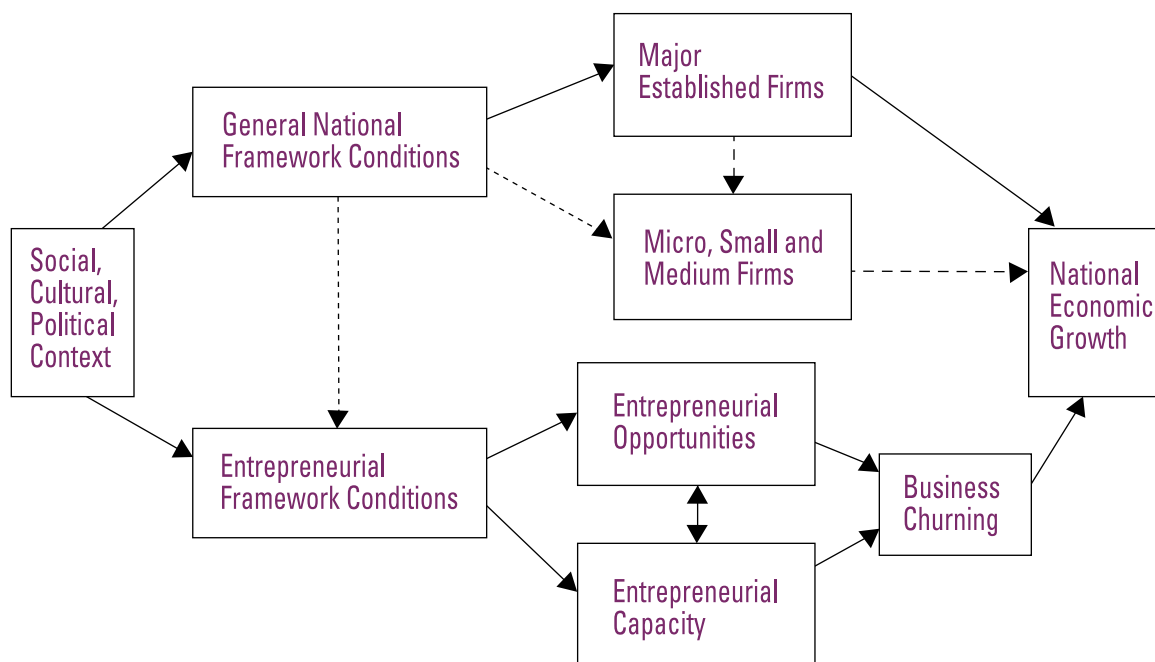 Major
Established Firms
General National
Framework Conditions
Micro, Small and
Medium Firms
Social,
Cultural,
Political
Context
National
Economic
Growth
Entrepreneurial
Opportunities
Entrepreneurial
Framework Conditions
Business
Churning
Entrepreneurial
Capacity